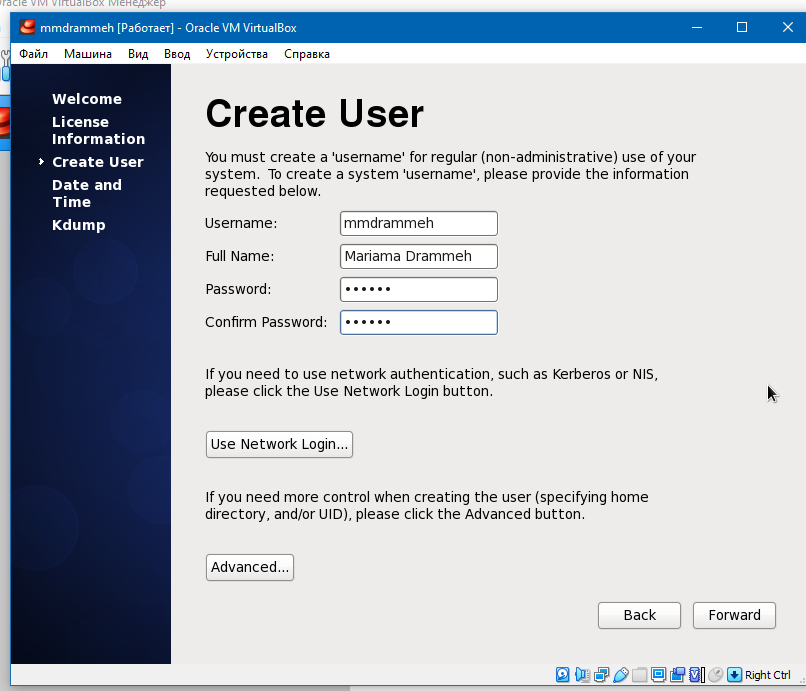 Oracle VM VirtualBox Менеджер
mmdrammeh [Работает] - Oracle VM VirtualBox
Файл Машина Вид Ввод Устройства Справка
Welcome
License
Information
Create User
Date and
Time
Kdump
Create User
You must create a 'username' for regular (non-administrative) use of your
system.  To create a system 'username', please provide the information
requested below.
Username: mmdrammeh
Full Name: Mariama Drammeh
Password: ••••••
Confirm Password: ••••••
If you need to use network authentication, such as Kerberos or NIS,
please click the Use Network Login button.
Use Network Login...
If you need more control when creating the user (specifying home
directory, and/or UID), please click the Advanced button.
Advanced...
Back Forward
Right Ctrl